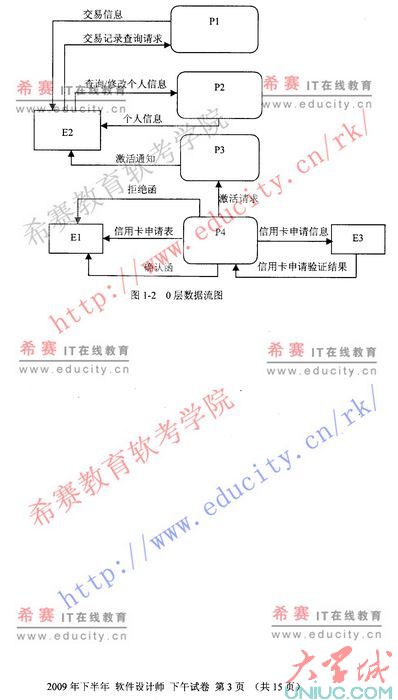 交易信息
P1
交易记录查询请求
查询/修改个人信息
P2
个人信息
E2
P3
激活通知
激活请求
拒绝函
E1
信用卡申请表
P4
信用卡申请信息
E3
确认函
信用卡申请验证结果
图 1-2 0 层数据流图
希赛 IT在线教育
www.educity.cn
希赛 IT在线教育
www.educity.cn
希赛教育软考学院
http://www.educity.cn/rk/
希赛 IT在线教育
www.educity.cn
希赛 IT在线教育
www.educity.cn
希赛教育软考学院
http://www.educity.cn/rk/
希赛 IT在线教育
www.educity.cn
希赛 IT在线教育
www.educity.cn
2009 年下半年 软件设计师 下午试卷 第 3 页 (共 15 页)
大学城
UNIUC.COM